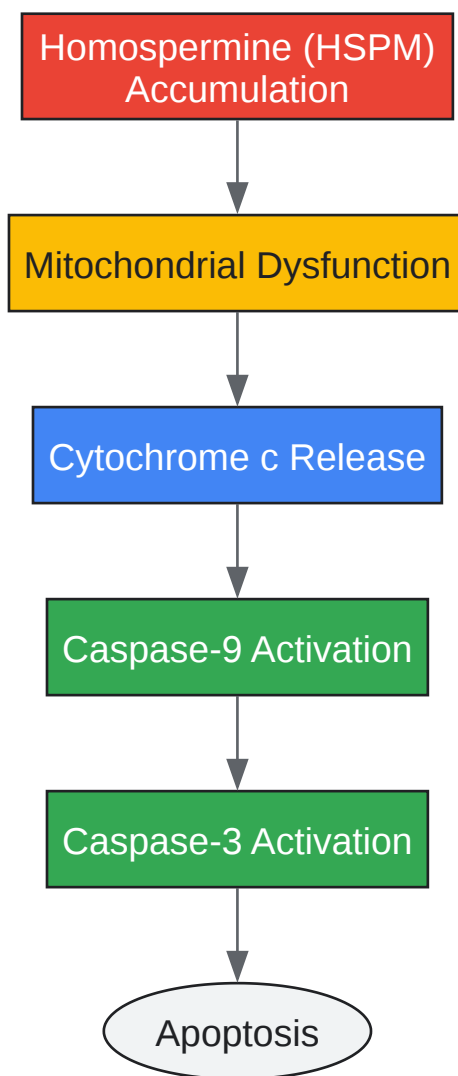 Homospermine (HSPM)
Accumulation
Mitochondrial Dysfunction
Cytochrome c Release
Caspase-9 Activation
Caspase-3 Activation
Apoptosis